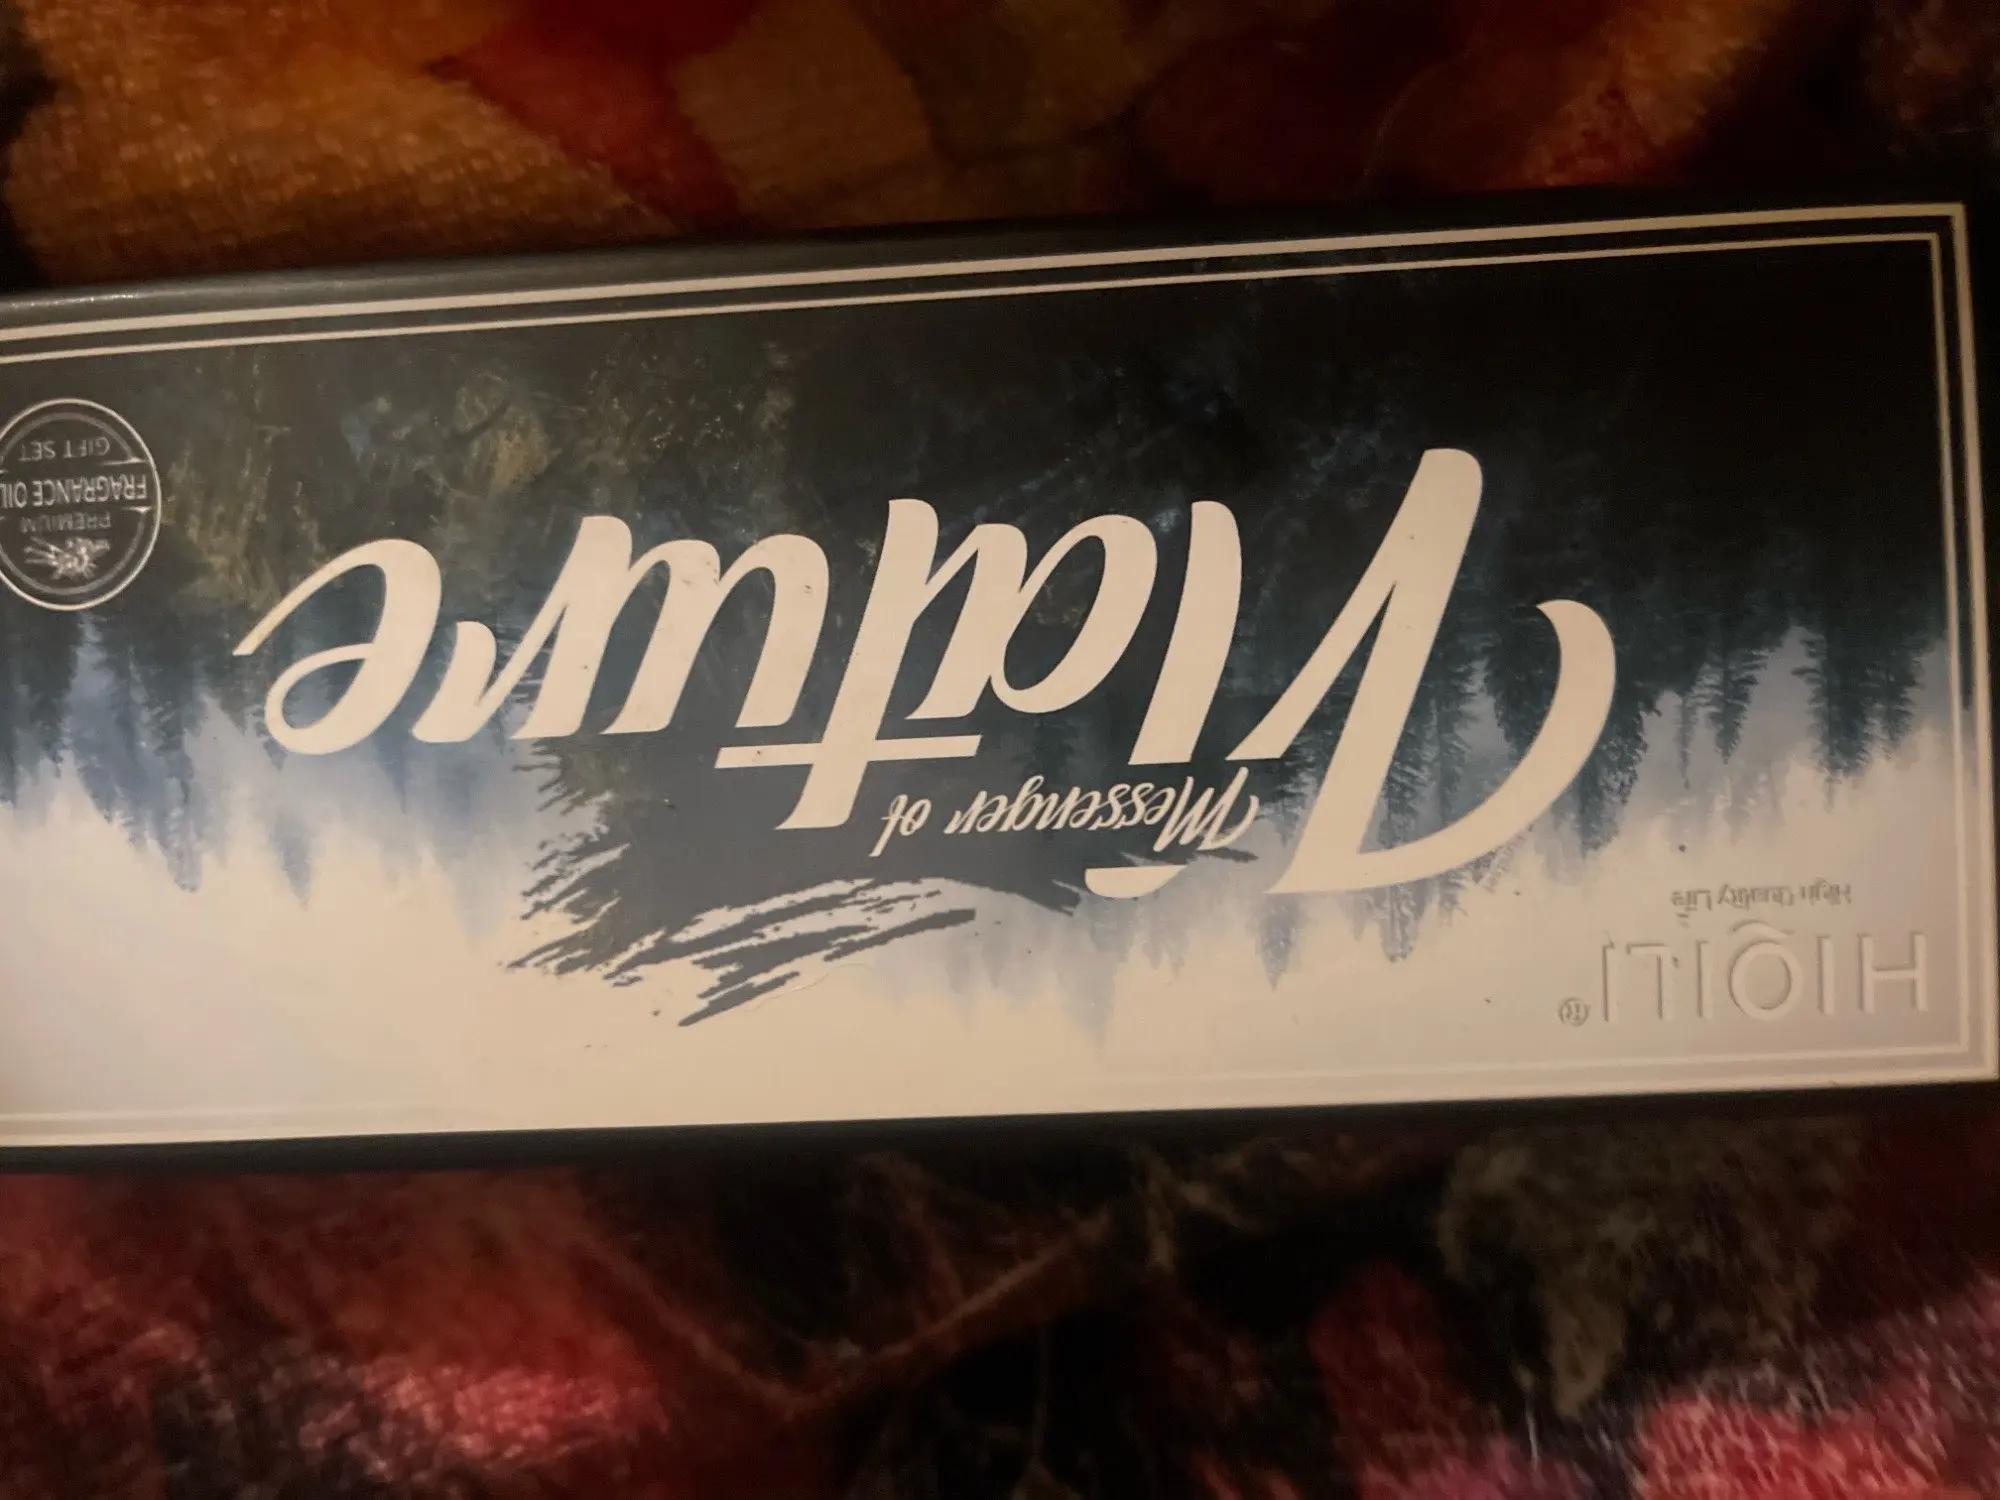 HIQILI®
High Quality Life
Messenger of
Nature
PREMIUM
FRAGRANCE OIL
GIFT SET